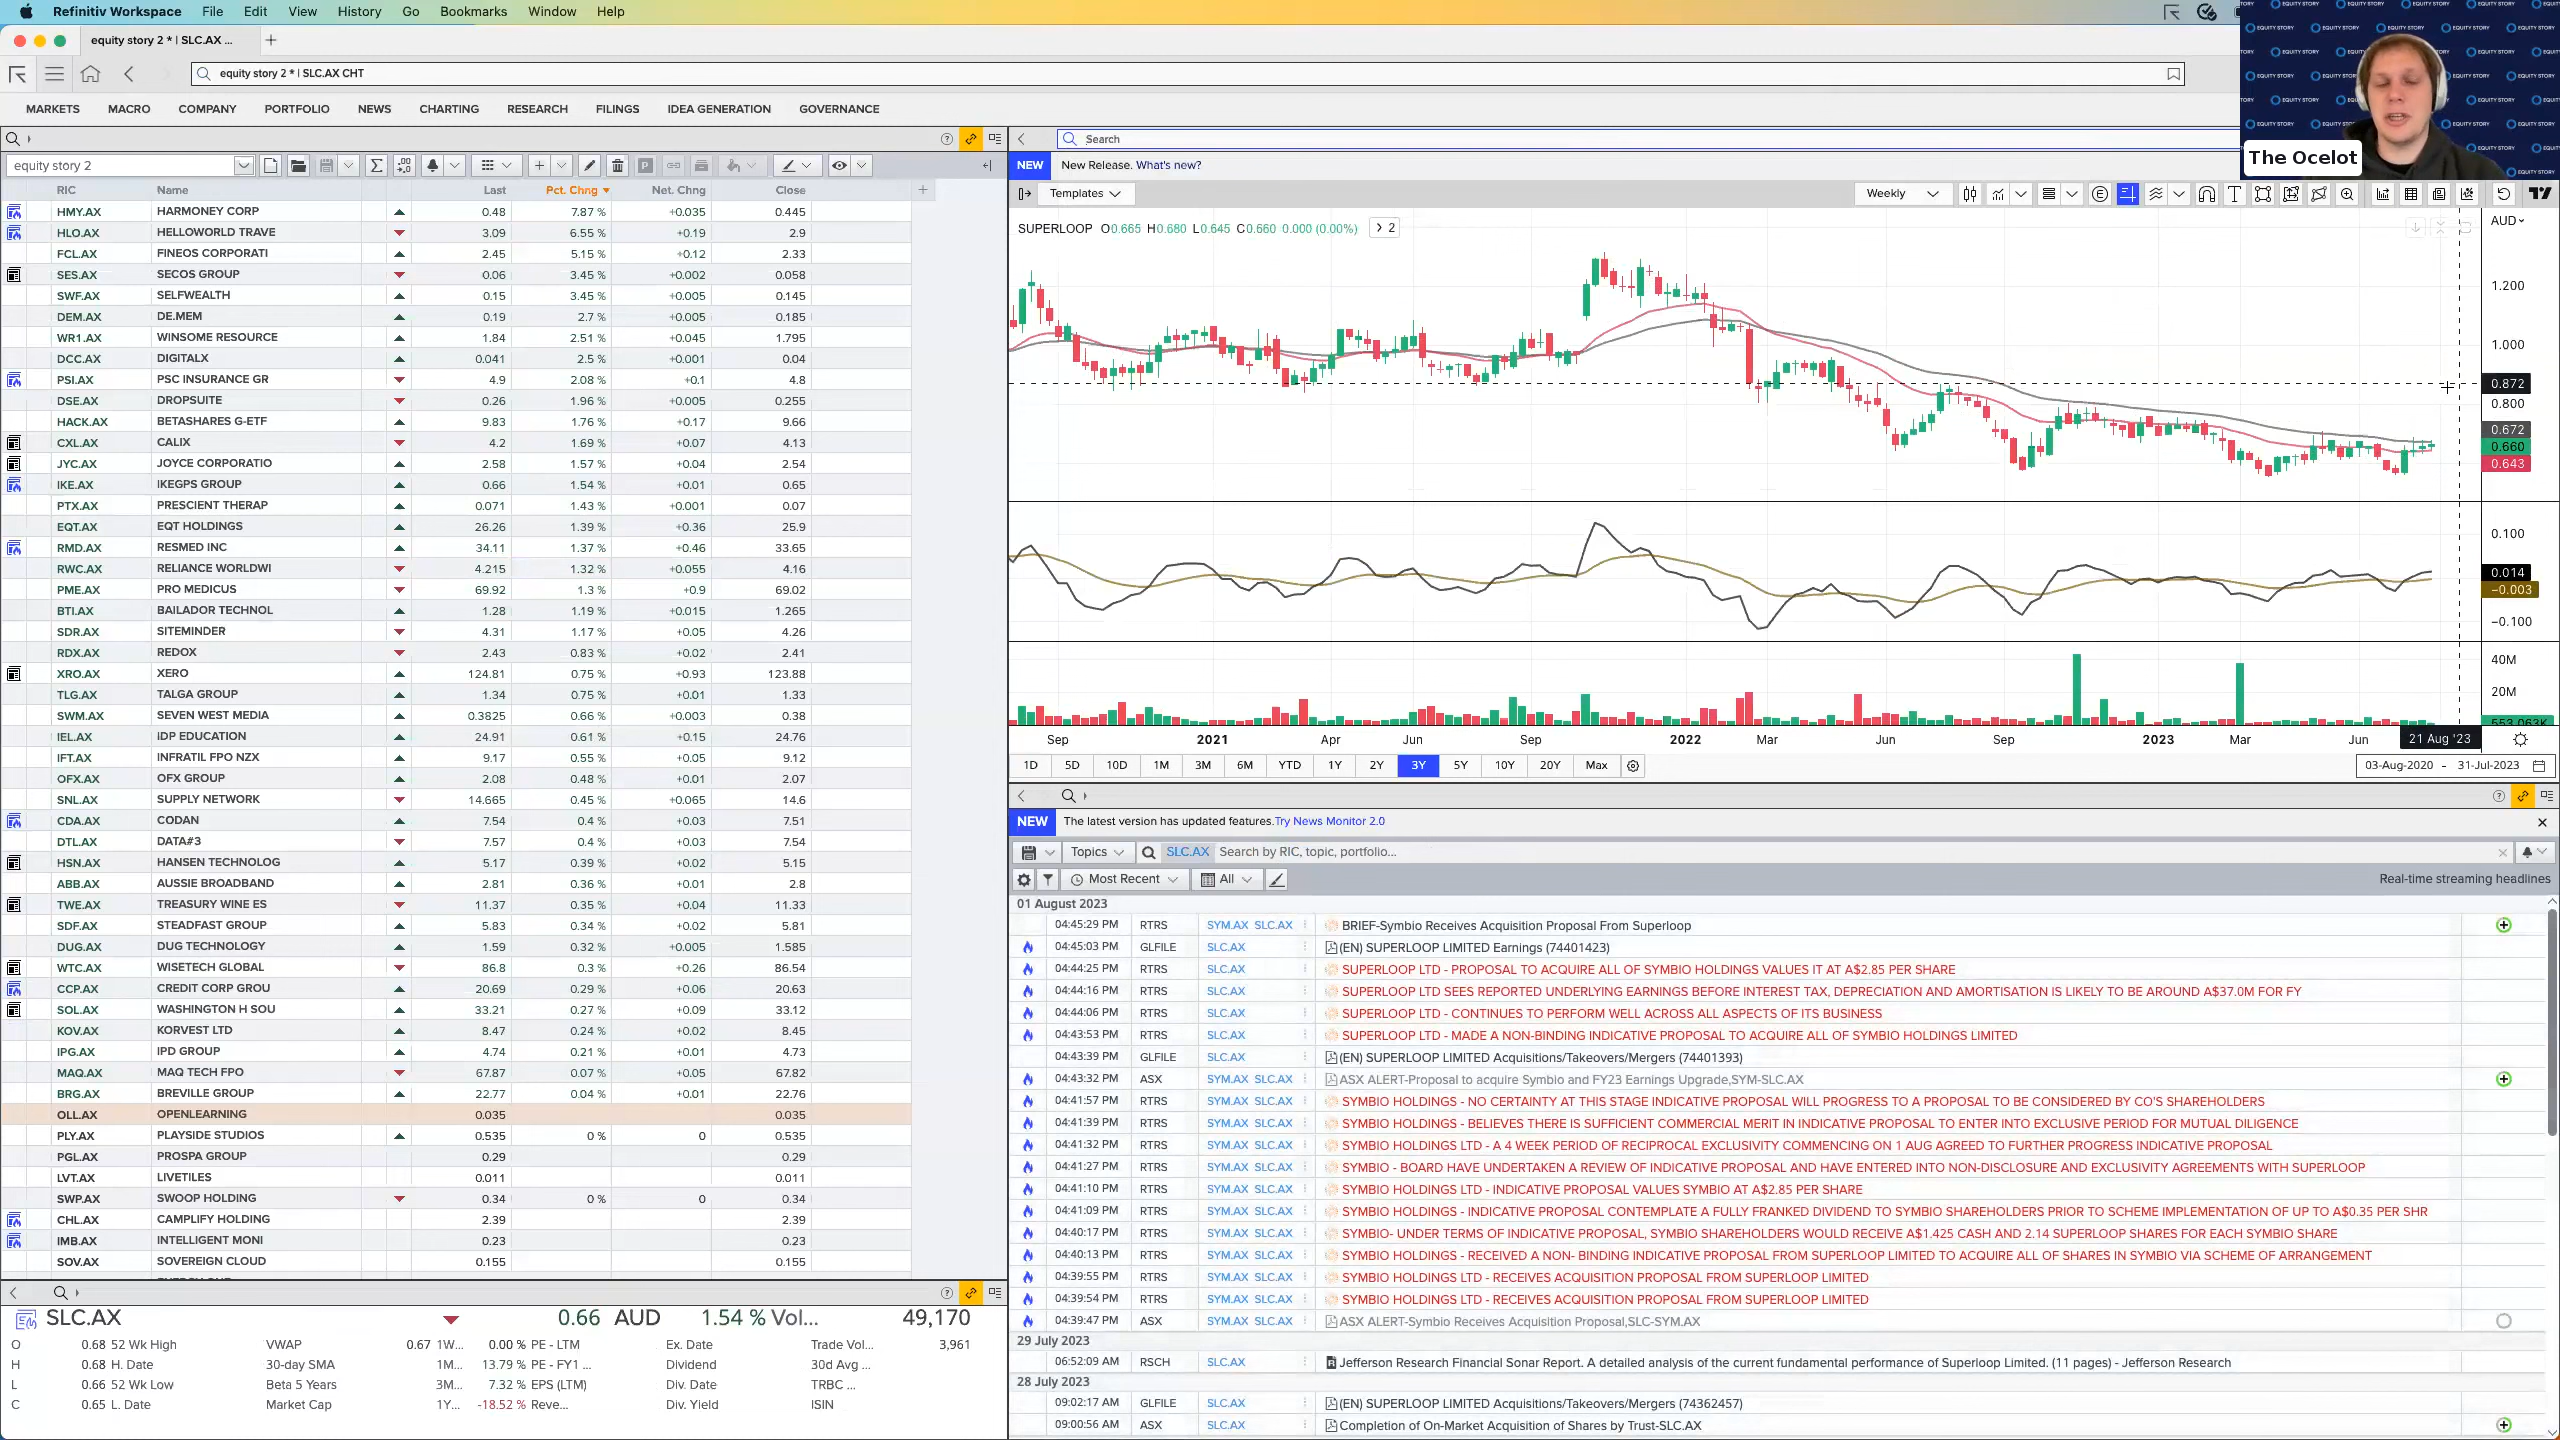 Refinitiv Workspace File Edit View History Go Bookmarks Window Help
equity story 2 * | SLC.AX ...
equity story 2 * | SLC.AX CHT
MARKETS MACRO COMPANY PORTFOLIO NEWS CHARTING RESEARCH FILINGS IDEA GENERATION GOVERNANCE
equity story 2
RIC Name Last Pct. Chng Net. Chng Close
HMY.AX HARMONEY CORP 0.48 7.87 % +0.035 0.445
HLO.AX HELLOWORLD TRAVE 3.09 6.55 % +0.19 2.9
FCL.AX FINEOS CORPORATI 2.45 5.15 % +0.12 2.33
SES.AX SECOS GROUP 0.06 3.45 % +0.002 0.058
SWF.AX SELFWEALTH 0.15 3.45 % +0.005 0.145
DEM.AX DE.MEM 0.19 2.7 % +0.005 0.185
WR1.AX WINSOME RESOURCE 1.84 2.51 % +0.045 1.795
DCC.AX DIGITALX 0.041 2.5 % +0.001 0.04
PSI.AX PSC INSURANCE GR 4.9 2.08 % +0.1 4.8
DSE.AX DROPSUITE 0.26 1.96 % +0.005 0.255
HACK.AX BETASHARES G-ETF 9.83 1.76 % +0.17 9.66
CXL.AX CALIX 4.2 1.69 % +0.07 4.13
JYC.AX JOYCE CORPORATIO 2.58 1.57 % +0.04 2.54
IKE.AX IKEGPS GROUP 0.66 1.54 % +0.01 0.65
PTX.AX PRESCIENT THERAP 0.071 1.43 % +0.001 0.07
EQT.AX EQT HOLDINGS 26.26 1.39 % +0.36 25.9
RMD.AX RESMED INC 34.11 1.37 % +0.46 33.65
RWC.AX RELIANCE WORLDWI 4.215 1.32 % +0.055 4.16
PME.AX PRO MEDICUS 69.92 1.3 % +0.9 69.02
BTI.AX BAILADOR TECHNOL 1.28 1.19 % +0.015 1.265
SDR.AX SITEMINDER 4.31 1.17 % +0.05 4.26
RDX.AX REDOX 2.43 0.83 % +0.02 2.41
XRO.AX XERO 124.81 0.75 % +0.93 123.88
TLG.AX TALGA GROUP 1.34 0.75 % +0.01 1.33
SWM.AX SEVEN WEST MEDIA 0.3825 0.66 % +0.003 0.38
IEL.AX IDP EDUCATION 24.91 0.61 % +0.15 24.76
IFT.AX INFRATIL FPO NZX 9.17 0.55 % +0.05 9.12
OFX.AX OFX GROUP 2.08 0.48 % +0.01 2.07
SNL.AX SUPPLY NETWORK 14.665 0.45 % +0.065 14.6
CDA.AX CODAN 7.54 0.4 % +0.03 7.51
DTL.AX DATA#3 7.57 0.4 % +0.03 7.54
HSN.AX HANSEN TECHNOLOG 5.17 0.39 % +0.02 5.15
ABB.AX AUSSIE BROADBAND 2.81 0.36 % +0.01 2.8
TWE.AX TREASURY WINE ES 11.37 0.35 % +0.04 11.33
SDF.AX STEADFAST GROUP 5.83 0.34 % +0.02 5.81
DUG.AX DUG TECHNOLOGY 1.59 0.32 % +0.005 1.585
WTC.AX WISETECH GLOBAL 86.8 0.3 % +0.26 86.54
CCP.AX CREDIT CORP GROU 20.69 0.29 % +0.06 20.63
SOL.AX WASHINGTON H SOU 33.21 0.27 % +0.09 33.12
KOV.AX KORVEST LTD 8.47 0.24 % +0.02 8.45
IPG.AX IPD GROUP 4.74 0.21 % +0.01 4.73
MAQ.AX MAQ TECH FPO 67.87 0.07 % +0.05 67.82
BRG.AX BREVILLE GROUP 22.77 0.04 % +0.01 22.76
OLL.AX OPENLEARNING 0.035 0.035
PLY.AX PLAYSIDE STUDIOS 0.535 0 % 0 0.535
PGL.AX PROSPA GROUP 0.29 0.29
LVT.AX LIVETILES 0.011 0.011
SWP.AX SWOOP HOLDING 0.34 0 % 0 0.34
CHL.AX CAMPLIFY HOLDING 2.39 2.39
IMB.AX INTELLIGENT MONI 0.23 0.23
SOV.AX SOVEREIGN CLOUD 0.155 0.155
SLC.AX 0.66 AUD 1.54 % Vol... 49,170
O 0.68 52 Wk High VWAP 0.67 1W... 0.00 % PE - LTM Ex. Date Trade Vol... 3,961
H 0.68 H. Date 30-day SMA 1M... 13.79 % PE - FY1 ... Dividend 30d Avg ...
L 0.66 52 Wk Low Beta 5 Years 3M... 7.32 % EPS (LTM) Div. Date TRBC ...
C 0.65 L. Date Market Cap 1Y... -18.52 % Reve... Div. Yield ISIN
Search
NEW New Release. What's new?
Templates Weekly
SUPERLOOP O0.665 H0.680 L0.645 C0.660 0.000 (0.00%) > 2
AUD
1.200
1.000
0.872
0.800
0.672
0.660
0.643
0.100
0.014
−0.003
−0.100
40M
20M
553.063K
Sep 2021 Apr Jun Sep 2022 Mar Jun Sep 2023 Mar Jun 21 Aug '23
1D 5D 10D 1M 3M 6M YTD 1Y 2Y 3Y 5Y 10Y 20Y Max 03-Aug-2020 - 31-Jul-2023
EQUITY STORY
The Ocelot
NEW The latest version has updated features. Try News Monitor 2.0
Topics SLC.AX Search by RIC, topic, portfolio...
Most Recent All Real-time streaming headlines
01 August 2023
04:45:29 PM RTRS SYM.AX SLC.AX BRIEF-Symbio Receives Acquisition Proposal From Superloop
04:45:03 PM GLFILE SLC.AX (EN) SUPERLOOP LIMITED Earnings (74401423)
04:44:25 PM RTRS SLC.AX SUPERLOOP LTD - PROPOSAL TO ACQUIRE ALL OF SYMBIO HOLDINGS VALUES IT AT A$2.85 PER SHARE
04:44:16 PM RTRS SLC.AX SUPERLOOP LTD SEES REPORTED UNDERLYING EARNINGS BEFORE INTEREST TAX, DEPRECIATION AND AMORTISATION IS LIKELY TO BE AROUND A$37.0M FOR FY
04:44:06 PM RTRS SLC.AX SUPERLOOP LTD - CONTINUES TO PERFORM WELL ACROSS ALL ASPECTS OF ITS BUSINESS
04:43:53 PM RTRS SLC.AX SUPERLOOP LTD - MADE A NON-BINDING INDICATIVE PROPOSAL TO ACQUIRE ALL OF SYMBIO HOLDINGS LIMITED
04:43:39 PM GLFILE SLC.AX (EN) SUPERLOOP LIMITED Acquisitions/Takeovers/Mergers (74401393)
04:43:32 PM ASX SYM.AX SLC.AX ASX ALERT-Proposal to acquire Symbio and FY23 Earnings Upgrade,SYM-SLC.AX
04:41:57 PM RTRS SYM.AX SLC.AX SYMBIO HOLDINGS - NO CERTAINTY AT THIS STAGE INDICATIVE PROPOSAL WILL PROGRESS TO A PROPOSAL TO BE CONSIDERED BY CO'S SHAREHOLDERS
04:41:39 PM RTRS SYM.AX SLC.AX SYMBIO HOLDINGS - BELIEVES THERE IS SUFFICIENT COMMERCIAL MERIT IN INDICATIVE PROPOSAL TO ENTER INTO EXCLUSIVE PERIOD FOR MUTUAL DILIGENCE
04:41:32 PM RTRS SYM.AX SLC.AX SYMBIO HOLDINGS LTD - A 4 WEEK PERIOD OF RECIPROCAL EXCLUSIVITY COMMENCING ON 1 AUG AGREED TO FURTHER PROGRESS INDICATIVE PROPOSAL
04:41:27 PM RTRS SYM.AX SLC.AX SYMBIO - BOARD HAVE UNDERTAKEN A REVIEW OF INDICATIVE PROPOSAL AND HAVE ENTERED INTO NON-DISCLOSURE AND EXCLUSIVITY AGREEMENTS WITH SUPERLOOP
04:41:10 PM RTRS SYM.AX SLC.AX SYMBIO HOLDINGS LTD - INDICATIVE PROPOSAL VALUES SYMBIO AT A$2.85 PER SHARE
04:41:09 PM RTRS SYM.AX SLC.AX SYMBIO HOLDINGS - INDICATIVE PROPOSAL CONTEMPLATE A FULLY FRANKED DIVIDEND TO SYMBIO SHAREHOLDERS PRIOR TO SCHEME IMPLEMENTATION OF UP TO A$0.35 PER SHR
04:40:17 PM RTRS SYM.AX SLC.AX SYMBIO- UNDER TERMS OF INDICATIVE PROPOSAL, SYMBIO SHAREHOLDERS WOULD RECEIVE A$1.425 CASH AND 2.14 SUPERLOOP SHARES FOR EACH SYMBIO SHARE
04:40:13 PM RTRS SYM.AX SLC.AX SYMBIO HOLDINGS - RECEIVED A NON- BINDING INDICATIVE PROPOSAL FROM SUPERLOOP LIMITED TO ACQUIRE ALL OF SHARES IN SYMBIO VIA SCHEME OF ARRANGEMENT
04:39:55 PM RTRS SYM.AX SLC.AX SYMBIO HOLDINGS LTD - RECEIVES ACQUISITION PROPOSAL FROM SUPERLOOP LIMITED
04:39:54 PM RTRS SYM.AX SLC.AX SYMBIO HOLDINGS LTD - RECEIVES ACQUISITION PROPOSAL FROM SUPERLOOP LIMITED
04:39:47 PM ASX SYM.AX SLC.AX ASX ALERT-Symbio Receives Acquisition Proposal,SLC-SYM.AX
29 July 2023
06:52:09 AM RSCH SLC.AX Jefferson Research Financial Sonar Report. A detailed analysis of the current fundamental performance of Superloop Limited. (11 pages) - Jefferson Research
28 July 2023
09:02:17 AM GLFILE SLC.AX (EN) SUPERLOOP LIMITED Acquisitions/Takeovers/Mergers (74362457)
09:00:56 AM ASX SLC.AX Completion of On-Market Acquisition of Shares by Trust-SLC.AX